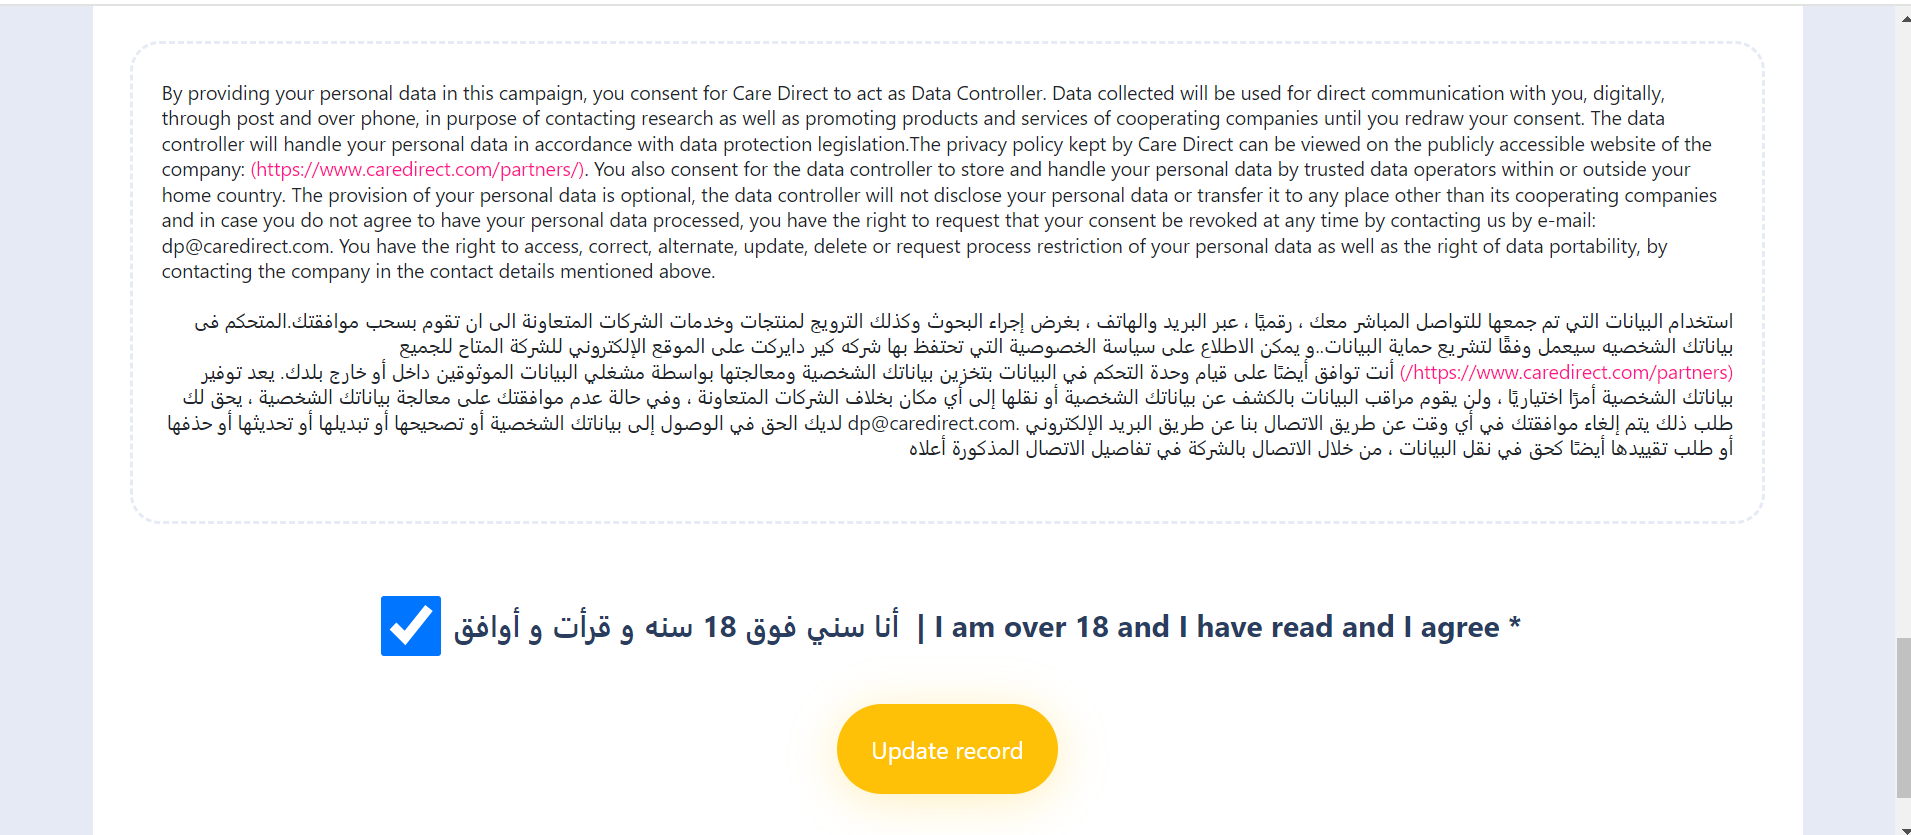 By providing your personal data in this campaign, you consent for Care Direct to act as Data Controller. Data collected will be used for direct communication with you, digitally,
through post and over phone, in purpose of contacting research as well as promoting products and services of cooperating companies until you redraw your consent. The data
controller will handle your personal data in accordance with data protection legislation.The privacy policy kept by Care Direct can be viewed on the publicly accessible website of the
company: (https://www.caredirect.com/partners/). You also consent for the data controller to store and handle your personal data by trusted data operators within or outside your
home country. The provision of your personal data is optional, the data controller will not disclose your personal data or transfer it to any place other than its cooperating companies
and in case you do not agree to have your personal data processed, you have the right to request that your consent be revoked at any time by contacting us by e-mail:
dp@caredirect.com. You have the right to access, correct, alternate, update, delete or request process restriction of your personal data as well as the right of data portability, by
contacting the company in the contact details mentioned above.
استخدام البيانات التي تم جمعها للتواصل المباشر معك ، رقميًا ، عبر البريد والهاتف ، بغرض إجراء البحوث وكذلك الترويج لمنتجات وخدمات الشركات المتعاونة الى ان تقوم بسحب موافقتك.المتحكم فى
بياناتك الشخصيه سيعمل وفقًا لتشريع حماية البيانات..و يمكن الاطلاع على سياسة الخصوصية التي تحتفظ بها شركه كير دايركت على الموقع الإلكتروني للشركة المتاح للجميع
(https://www.caredirect.com/partners/) أنت توافق أيضًا على قيام وحدة التحكم في البيانات بتخزين بياناتك الشخصية ومعالجتها بواسطة مشغلي البيانات الموثوقين داخل أو خارج بلدك. يعد توفير
بياناتك الشخصية أمرًا اختياريًا ، ولن يقوم مراقب البيانات بالكشف عن بياناتك الشخصية أو نقلها إلى أي مكان بخلاف الشركات المتعاونة ، وفي حالة عدم موافقتك على معالجة بياناتك الشخصية ، يحق لك
طلب ذلك يتم إلغاء موافقتك في أي وقت عن طريق الاتصال بنا عن طريق البريد الإلكتروني .dp@caredirect.com لديك الحق في الوصول إلى بياناتك الشخصية أو تصحيحها أو تبديلها أو تحديثها أو حذفها
أو طلب تقييدها أيضًا كحق في نقل البيانات ، من خلال الاتصال بالشركة في تفاصيل الاتصال المذكورة أعلاه
أنا سني فوق 18 سنه و قرأت و أوافق | I am over 18 and I have read and I agree *
Update record